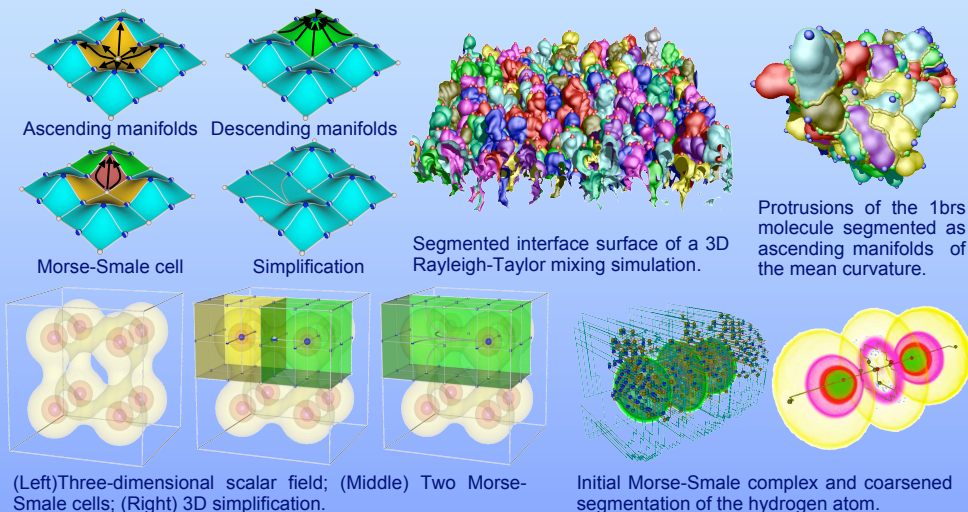 Ascending manifolds
Descending manifolds
Morse-Smale cell
Simplification
Segmented interface surface of a 3D
Rayleigh-Taylor mixing simulation.
Protrusions of the 1brs
molecule segmented as
ascending manifolds of
the mean curvature.
(Left)Three-dimensional scalar field; (Middle) Two Morse-
Smale cells; (Right) 3D simplification.
Initial Morse-Smale complex and coarsened
segmentation of the hydrogen atom.